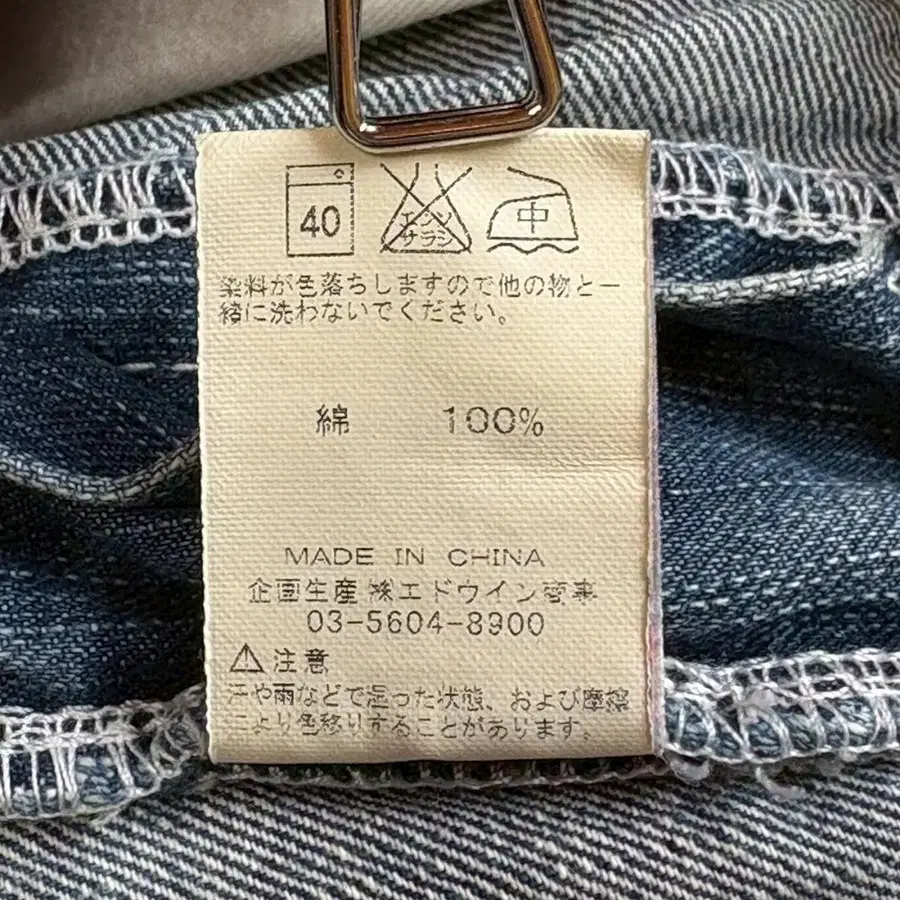 40
エンソ
サラシ
中
染料が色落ちしますので他の物と一
緒に洗わないでください。
綿 100%
MADE IN CHINA
企画生産 ㈱エドウイン商事
03-5604-8900
⚠注意
汗や雨などで湿った状態、および摩擦
により色移りすることがあります。